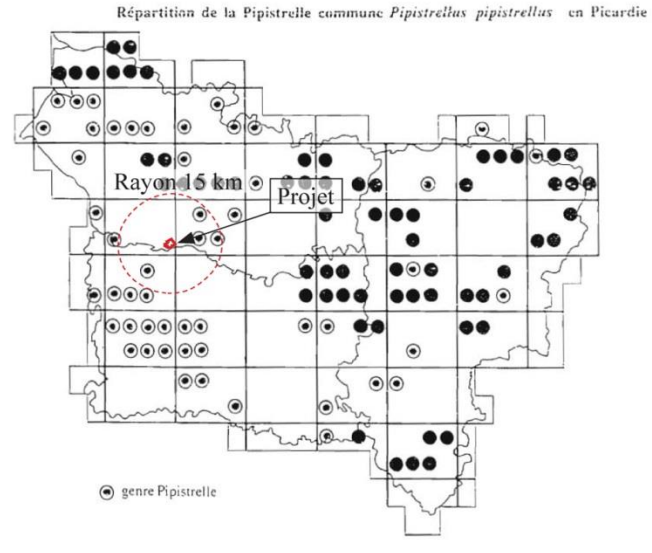 Répartition de la Pipistrelle commune Pipistrellus pipistrellus en Picardie
Rayon 15 km
Projet
genre Pipistrelle